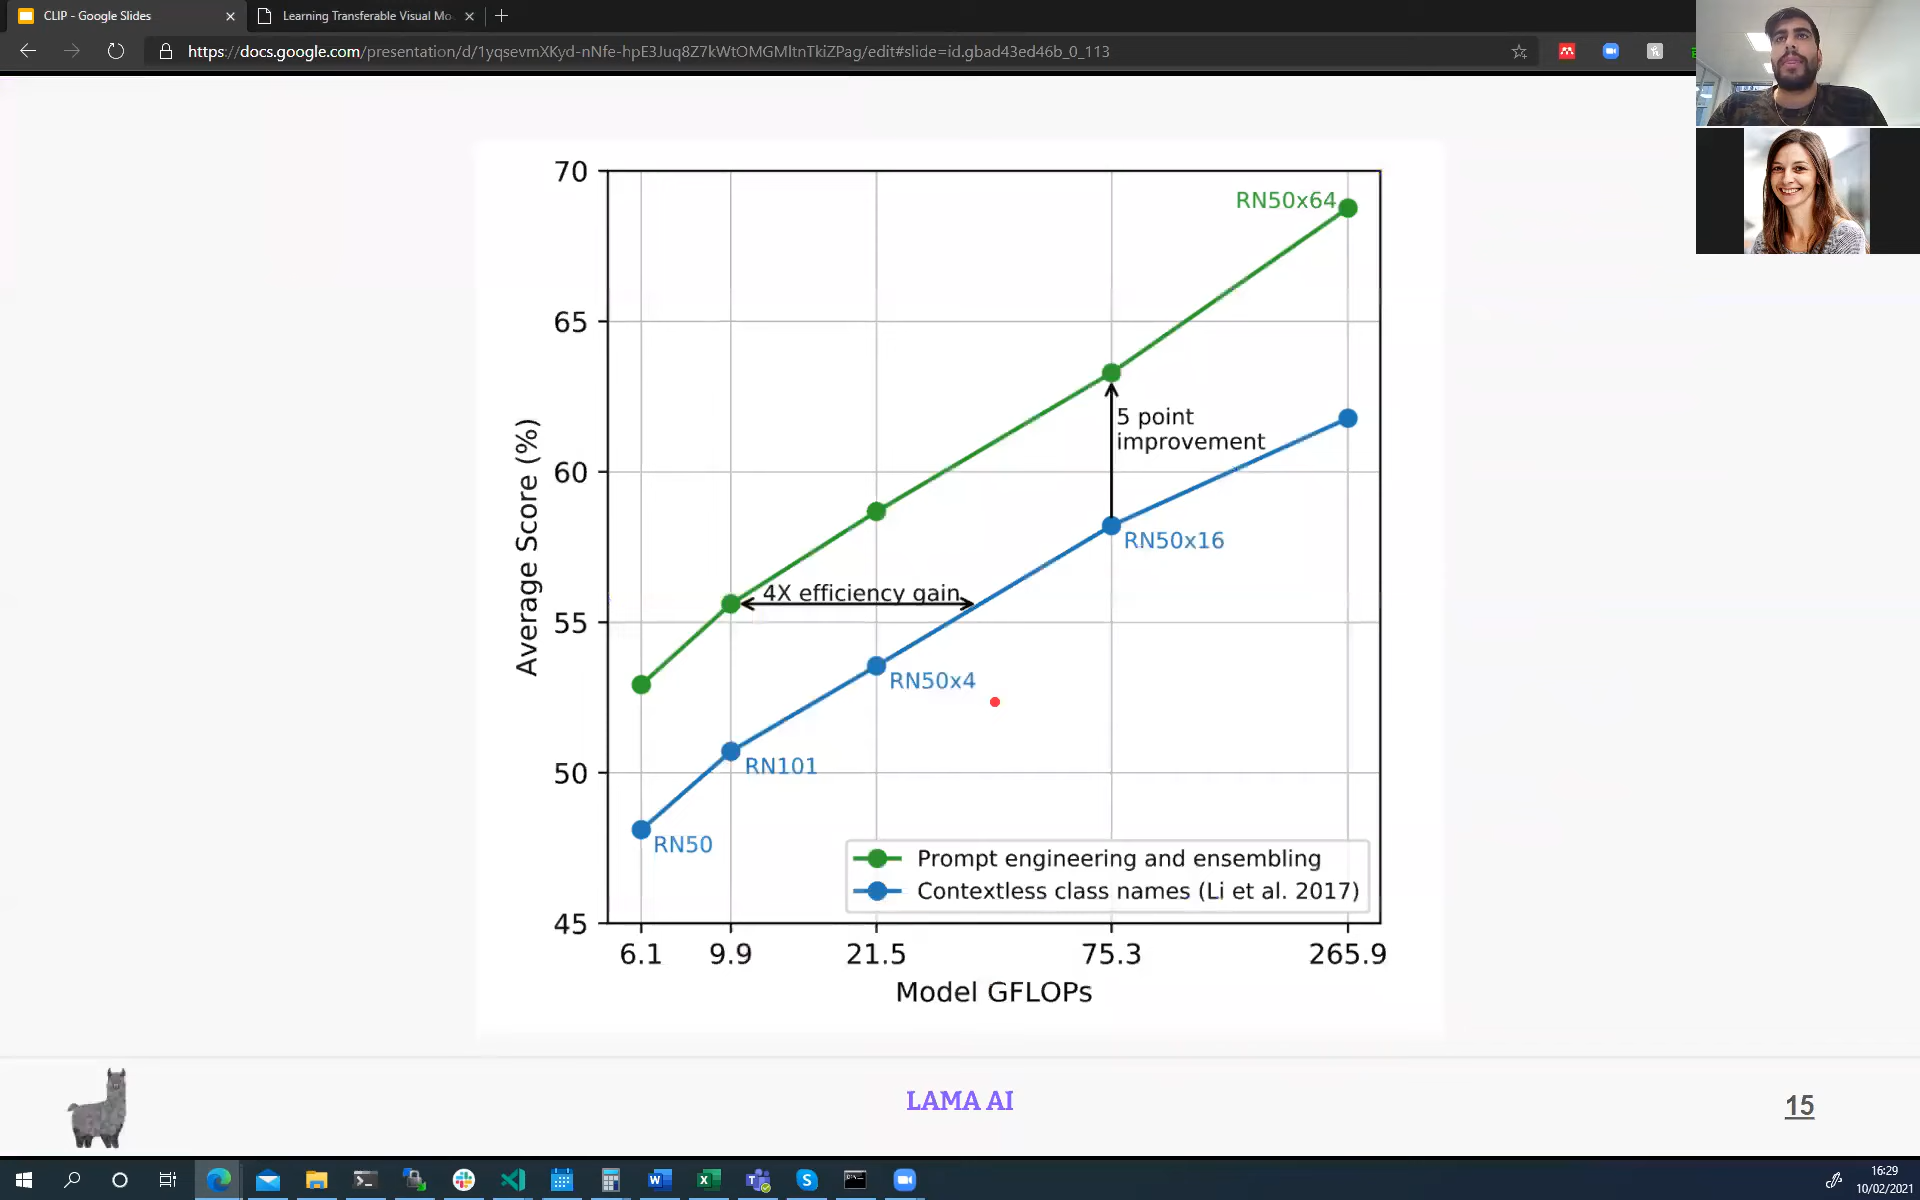 CLIP - Google Slides
Learning Transferable Visual Mo
https://docs.google.com/presentation/d/1yqsevmXKyd-nNfe-hpE3Juq8Z7kWtOMGMltnTkiZPag/edit#slide=id.gbad43ed46b_0_113
70
65
60
55
50
45
Average Score (%)
RN50x64
5 point
improvement
RN50x16
4X efficiency gain
RN50x4
RN101
RN50
Prompt engineering and ensembling
Contextless class names (Li et al. 2017)
6.1 9.9 21.5 75.3 265.9
Model GFLOPs
LAMA AI
15
16:29
10/02/2021